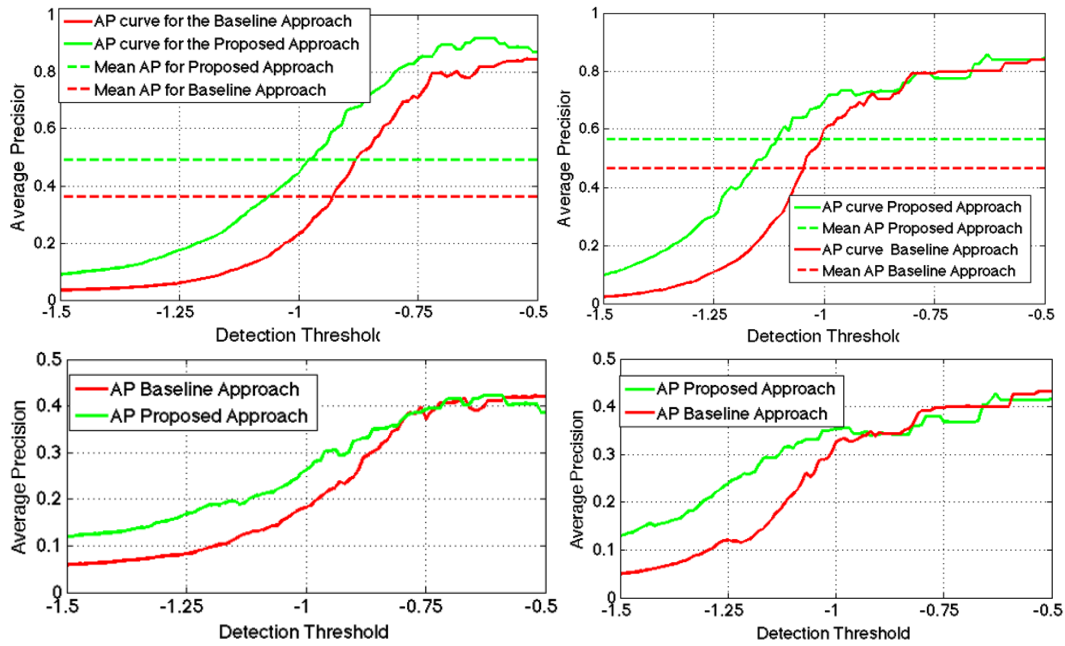 AP curve for the Baseline Approach
AP curve for the Proposed Approach
Mean AP for Proposed Approach
Mean AP for Baseline Approach
Average Precisior
1
0.8
0.6
0.4
0.2
0
-1.5
-1.25
-1
-0.75
-0.5
Detection Threshold
AP curve Proposed Approach
Mean AP Proposed Approach
AP curve Baseline Approach
Mean AP Baseline Approach
Average Precisior
1
0.8
0.6
0.4
0.2
0
-1.5
-1.25
-1
-0.75
-0.5
Detection Threshold
AP Baseline Approach
AP Proposed Approach
Average Precision
0.5
0.4
0.3
0.2
0.1
0
-1.5
-1.25
-1
-0.75
-0.5
Detection Threshold
AP Proposed Approach
AP Baseline Approach
Average Precision
0.5
0.4
0.3
0.2
0.1
0
-1.5
-1.25
-1
-0.75
-0.5
Detection Threshold